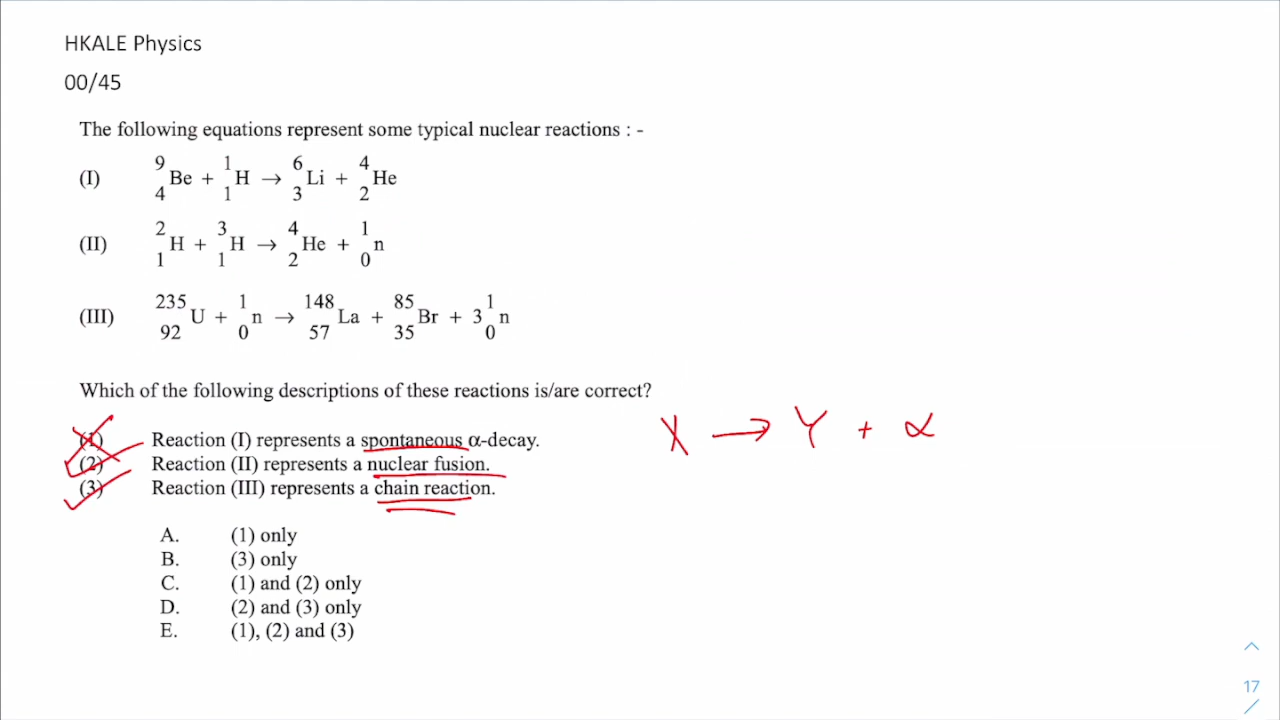 HKALE Physics
00/45
The following equations represent some typical nuclear reactions : -
(I) ⁹₄Be + ¹₁H → ⁶₃Li + ⁴₂He
(II) ²₁H + ³₁H → ⁴₂He + ¹₀n
(III) ²³⁵₉₂U + ¹₀n → ¹⁴⁸₅₇La + ⁸⁵₃₅Br + 3¹₀n
Which of the following descriptions of these reactions is/are correct?
X → Y + α
(1) Reaction (I) represents a spontaneous α-decay.
(2) Reaction (II) represents a nuclear fusion.
(3) Reaction (III) represents a chain reaction.
A. (1) only
B. (3) only
C. (1) and (2) only
D. (2) and (3) only
E. (1), (2) and (3)
17